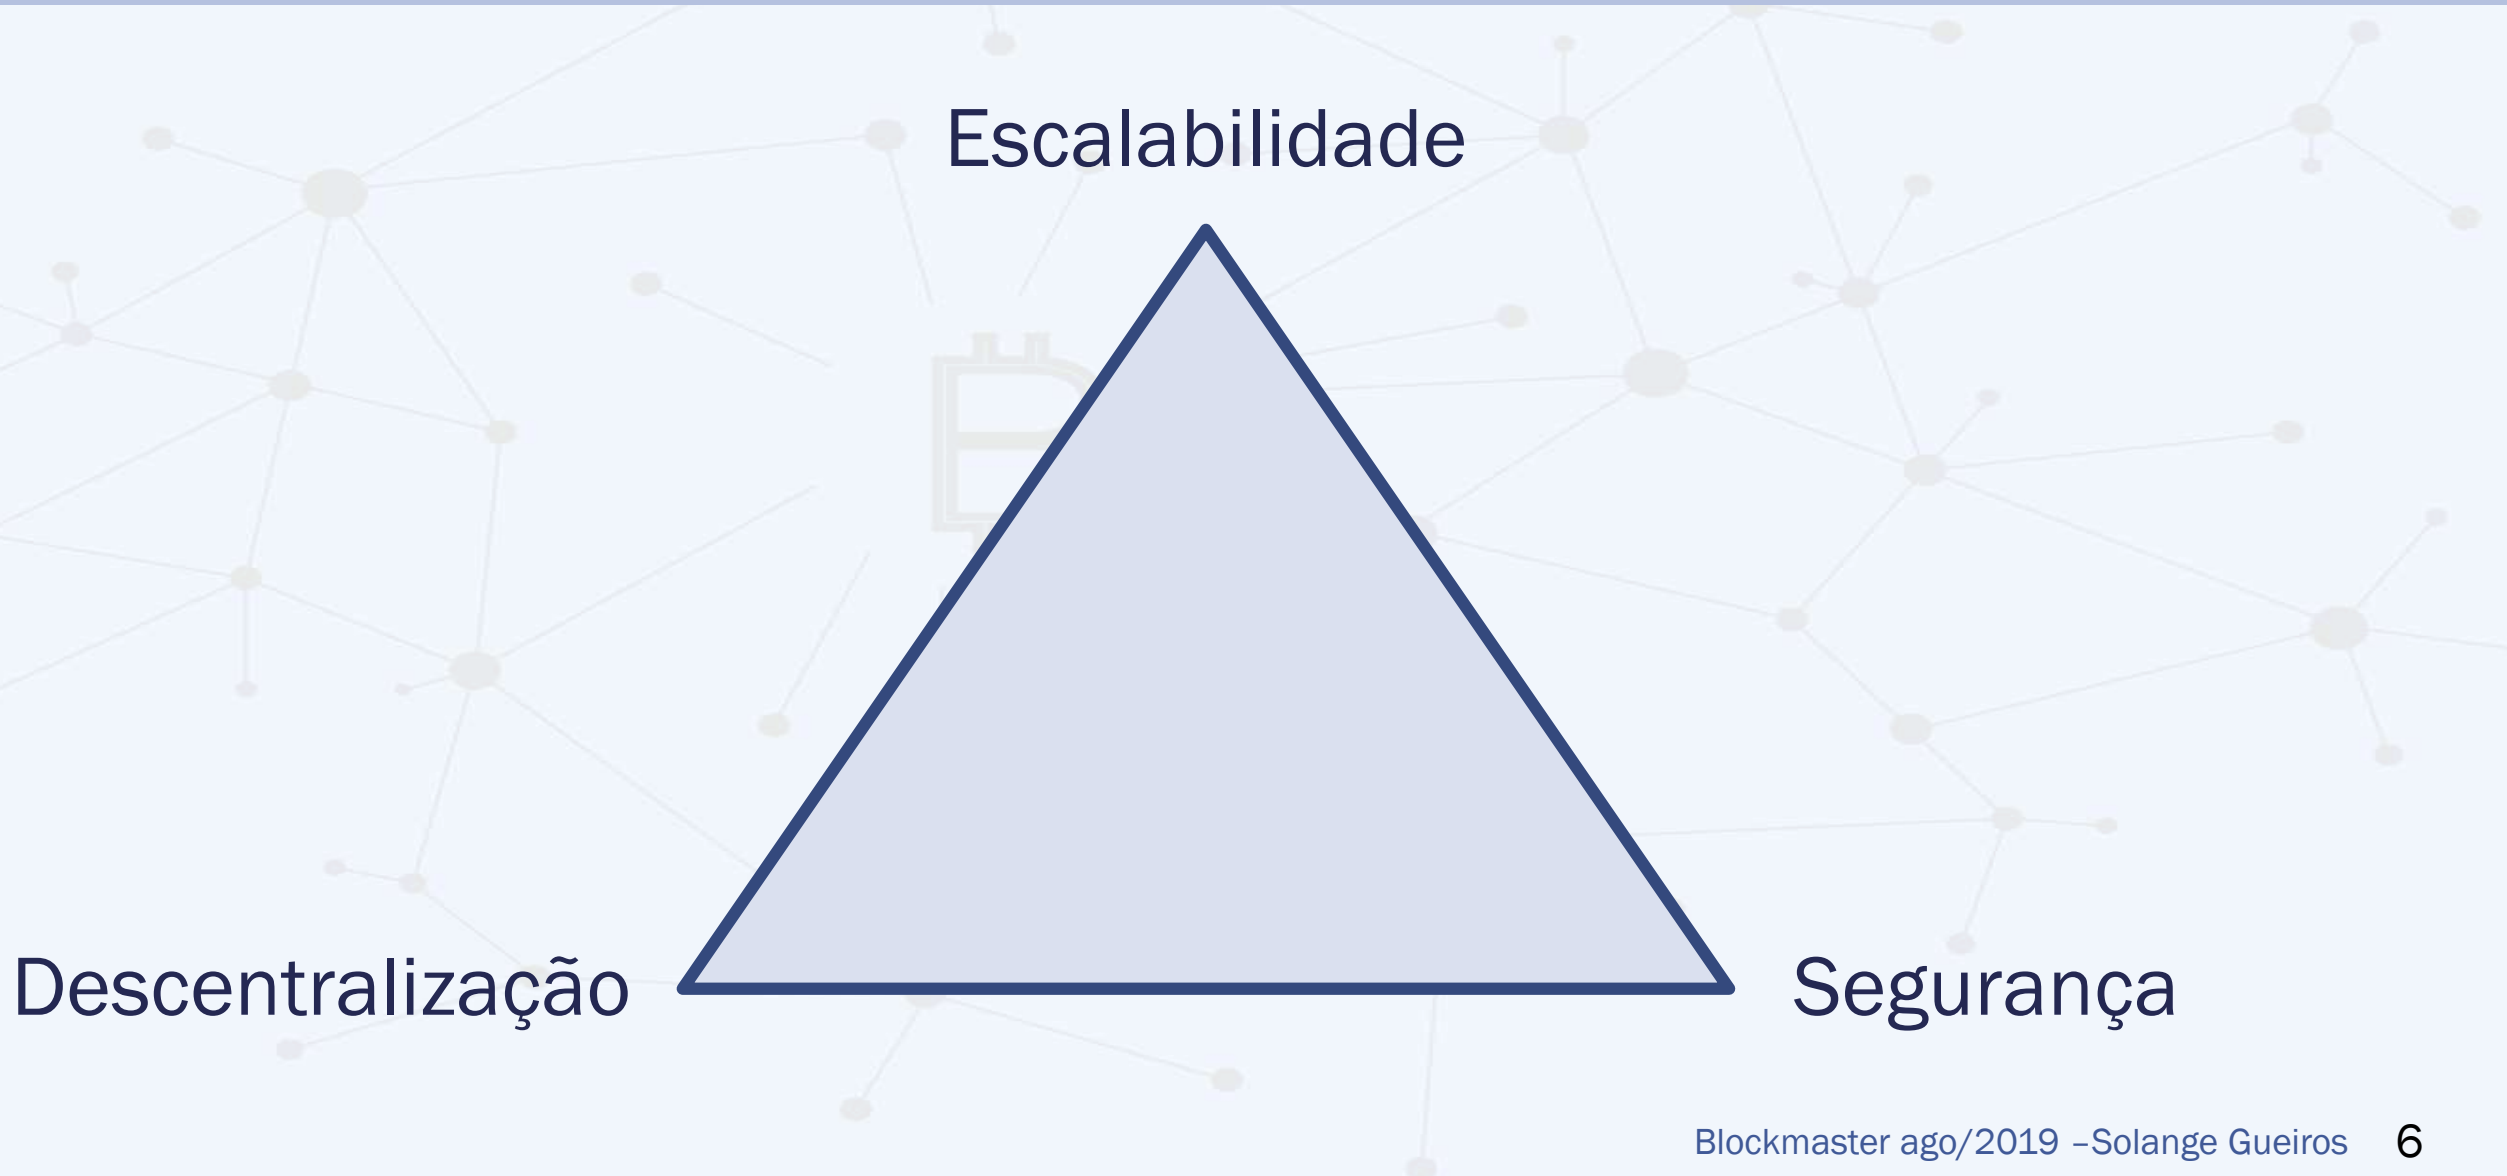 Escalabilidade
Descentralização
Segurança
Blockmaster ago/2019 –Solange Gueiros 6